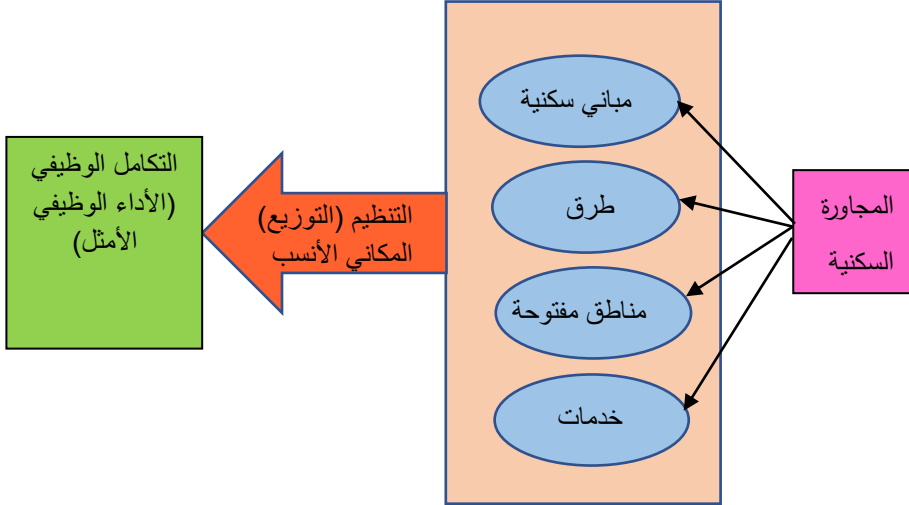 المجاورة
السكنية
مباني سكنية
طرق
مناطق مفتوحة
خدمات
التنظيم (التوزيع)
المكاني الأنسب
التكامل الوظيفي
(الأداء الوظيفي
الأمثل)